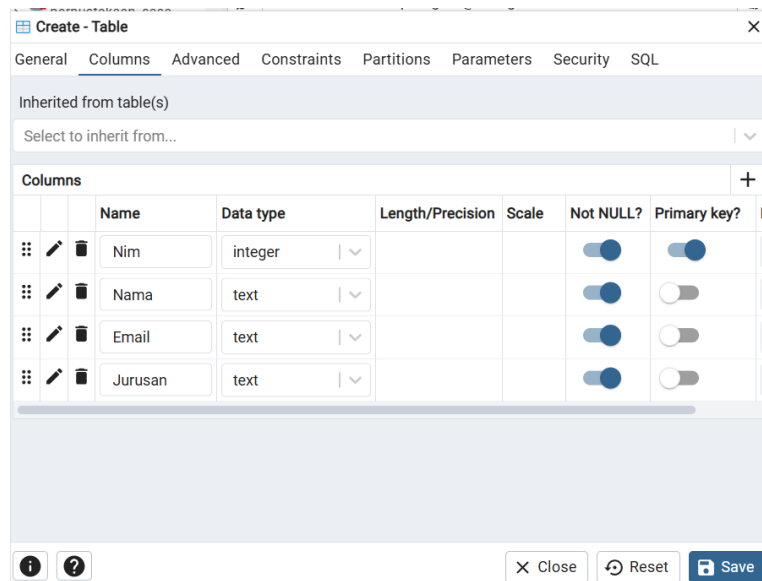 Create - Table
General Columns Advanced Constraints Partitions Parameters Security SQL
Inherited from table(s)
Select to inherit from...
Columns
Name Data type Length/Precision Scale Not NULL? Primary key?
Nim integer
Nama text
Email text
Jurusan text
Close Reset Save